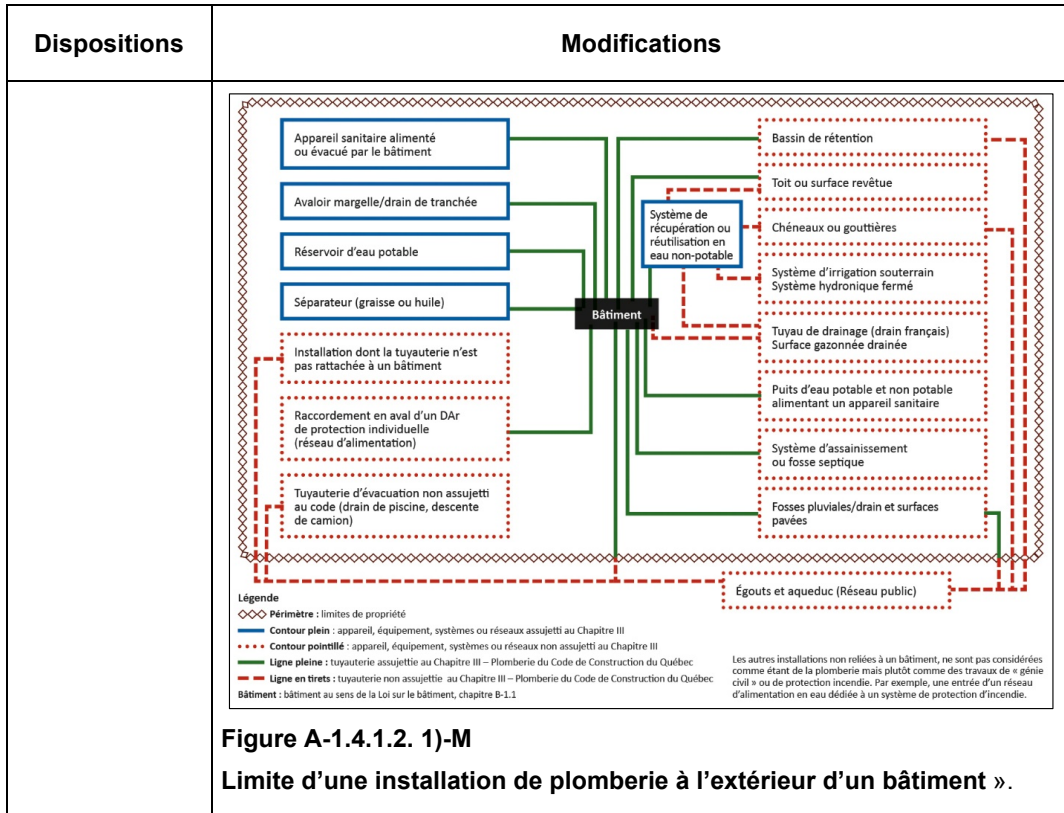 Dispositions
Modifications
Appareil sanitaire alimenté
ou évacué par le bâtiment
Avaloir margelle/drain de tranchée
Réservoir d'eau potable
Séparateur (graisse ou huile)
Installation dont la tuyauterie n'est
pas rattachée à un bâtiment
Raccordement en aval d'un DAr
de protection individuelle
(réseau d'alimentation)
Tuyauterie d'évacuation non assujetti
au code (drain de piscine, descente
de camion)
Bâtiment
Système de
récupération ou
réutilisation en
eau non-potable
Bassin de rétention
Toit ou surface revêtue
Chéneaux ou gouttières
Système d'irrigation souterrain
Système hydronique fermé
Tuyau de drainage (drain français)
Surface gazonnée drainée
Puits d'eau potable et non potable
alimentant un appareil sanitaire
Système d'assainissement
ou fosse septique
Fosses pluviales/drain et surfaces
pavées
Égouts et aqueduc (Réseau public)
Légende
Périmètre : limites de propriété
Contour plein : appareil, équipement, systèmes ou réseaux assujetti au Chapitre III
Contour pointillé : appareil, équipement, systèmes ou réseaux non assujetti au Chapitre III
Ligne pleine : tuyauterie assujettie au Chapitre III – Plomberie du Code de Construction du Québec
Ligne en tirets : tuyauterie non assujettie au Chapitre III – Plomberie du Code de Construction du Québec
Bâtiment : bâtiment au sens de la Loi sur le bâtiment, chapitre B-1.1
Les autres installations non reliées à un bâtiment, ne sont pas considérées
comme étant de la plomberie mais plutôt comme des travaux de « génie
civil » ou de protection incendie. Par exemple, une entrée d'un réseau
d'alimentation en eau dédiée à un système de protection d'incendie.
Figure A-1.4.1.2. 1)-M
Limite d'une installation de plomberie à l'extérieur d'un bâtiment ».